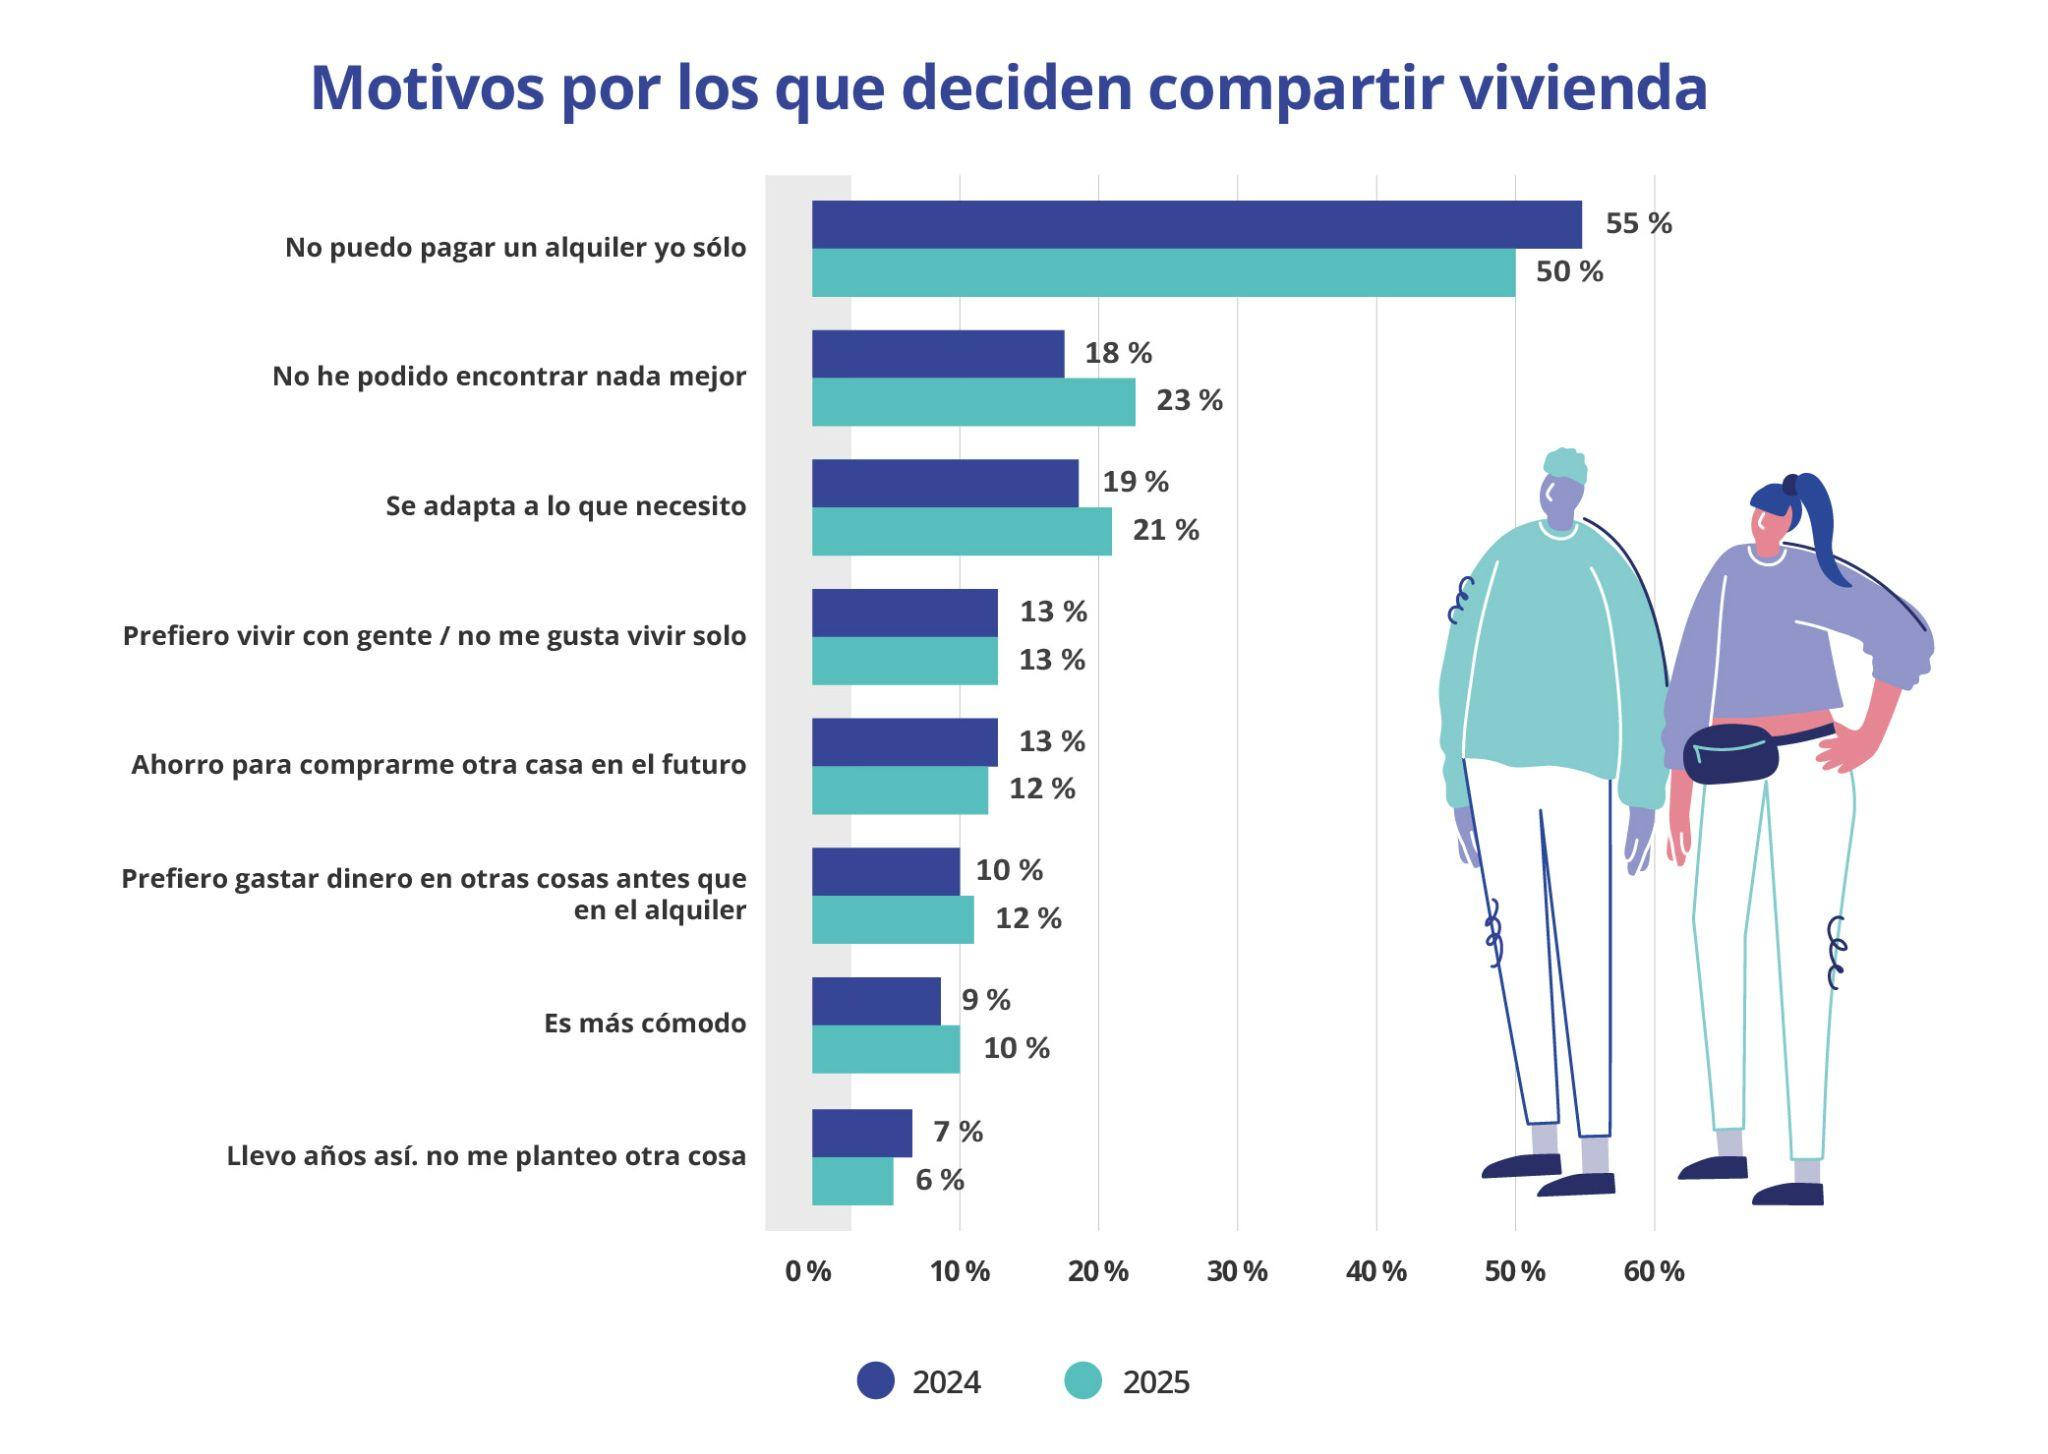 Motivos por los que deciden compartir vivienda
No puedo pagar un alquiler yo sólo
55 %
50 %
No he podido encontrar nada mejor
18 %
23 %
Se adapta a lo que necesito
19 %
21 %
Prefiero vivir con gente / no me gusta vivir solo
13 %
13 %
Ahorro para comprarme otra casa en el futuro
13 %
12 %
Prefiero gastar dinero en otras cosas antes que
en el alquiler
10 %
12 %
Es más cómodo
9 %
10 %
Llevo años así. no me planteo otra cosa
7 %
6 %
0 % 10 % 20 % 30 % 40 % 50 % 60 %
2024 2025